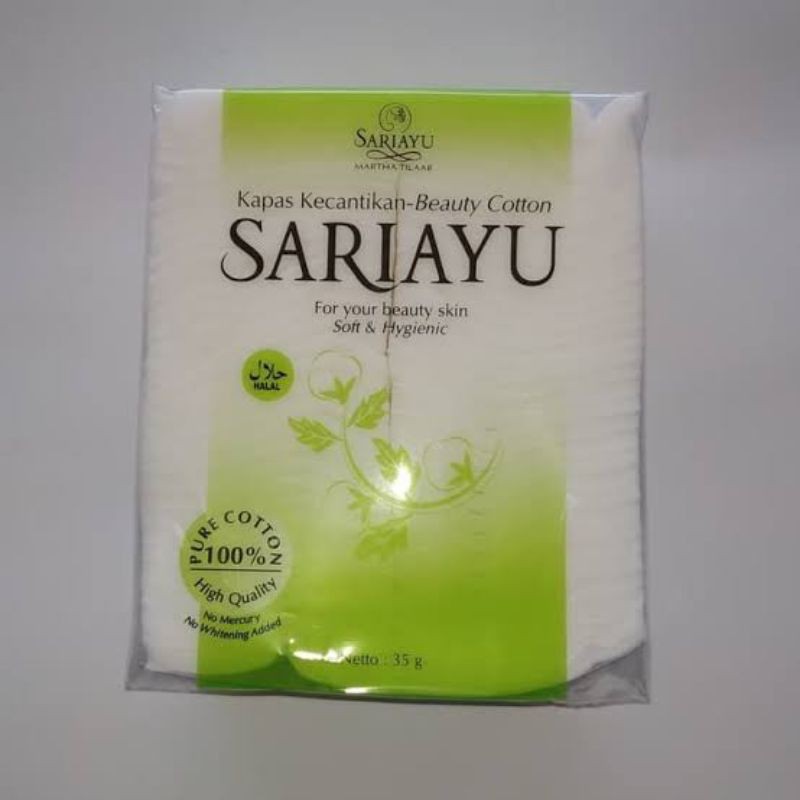 SARIAYU
MARTHA TILAAR
Kapas Kecantikan-Beauty Cotton
SARIAYU
For your beauty skin
Soft & Hygienic
حلال
HALAL
PURE COTTON
100%
High Quality
No Mercury
No Whitening Added
Netto : 35 g